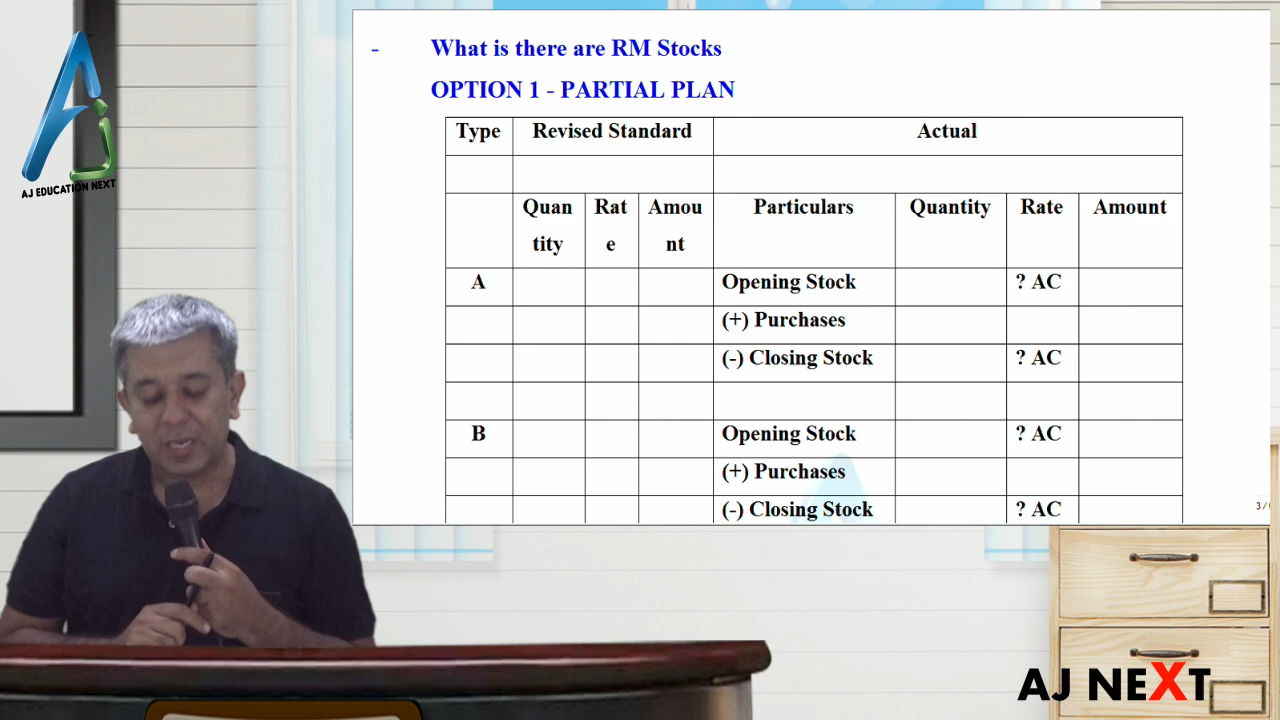 AJ EDUCATION NEXT
- What is there are RM Stocks
OPTION 1 - PARTIAL PLAN
Type Revised Standard Actual
Quan tity Rat e Amou nt Particulars Quantity Rate Amount
A Opening Stock ? AC
(+) Purchases
(-) Closing Stock ? AC
B Opening Stock ? AC
(+) Purchases
(-) Closing Stock ? AC
AJ NEXT